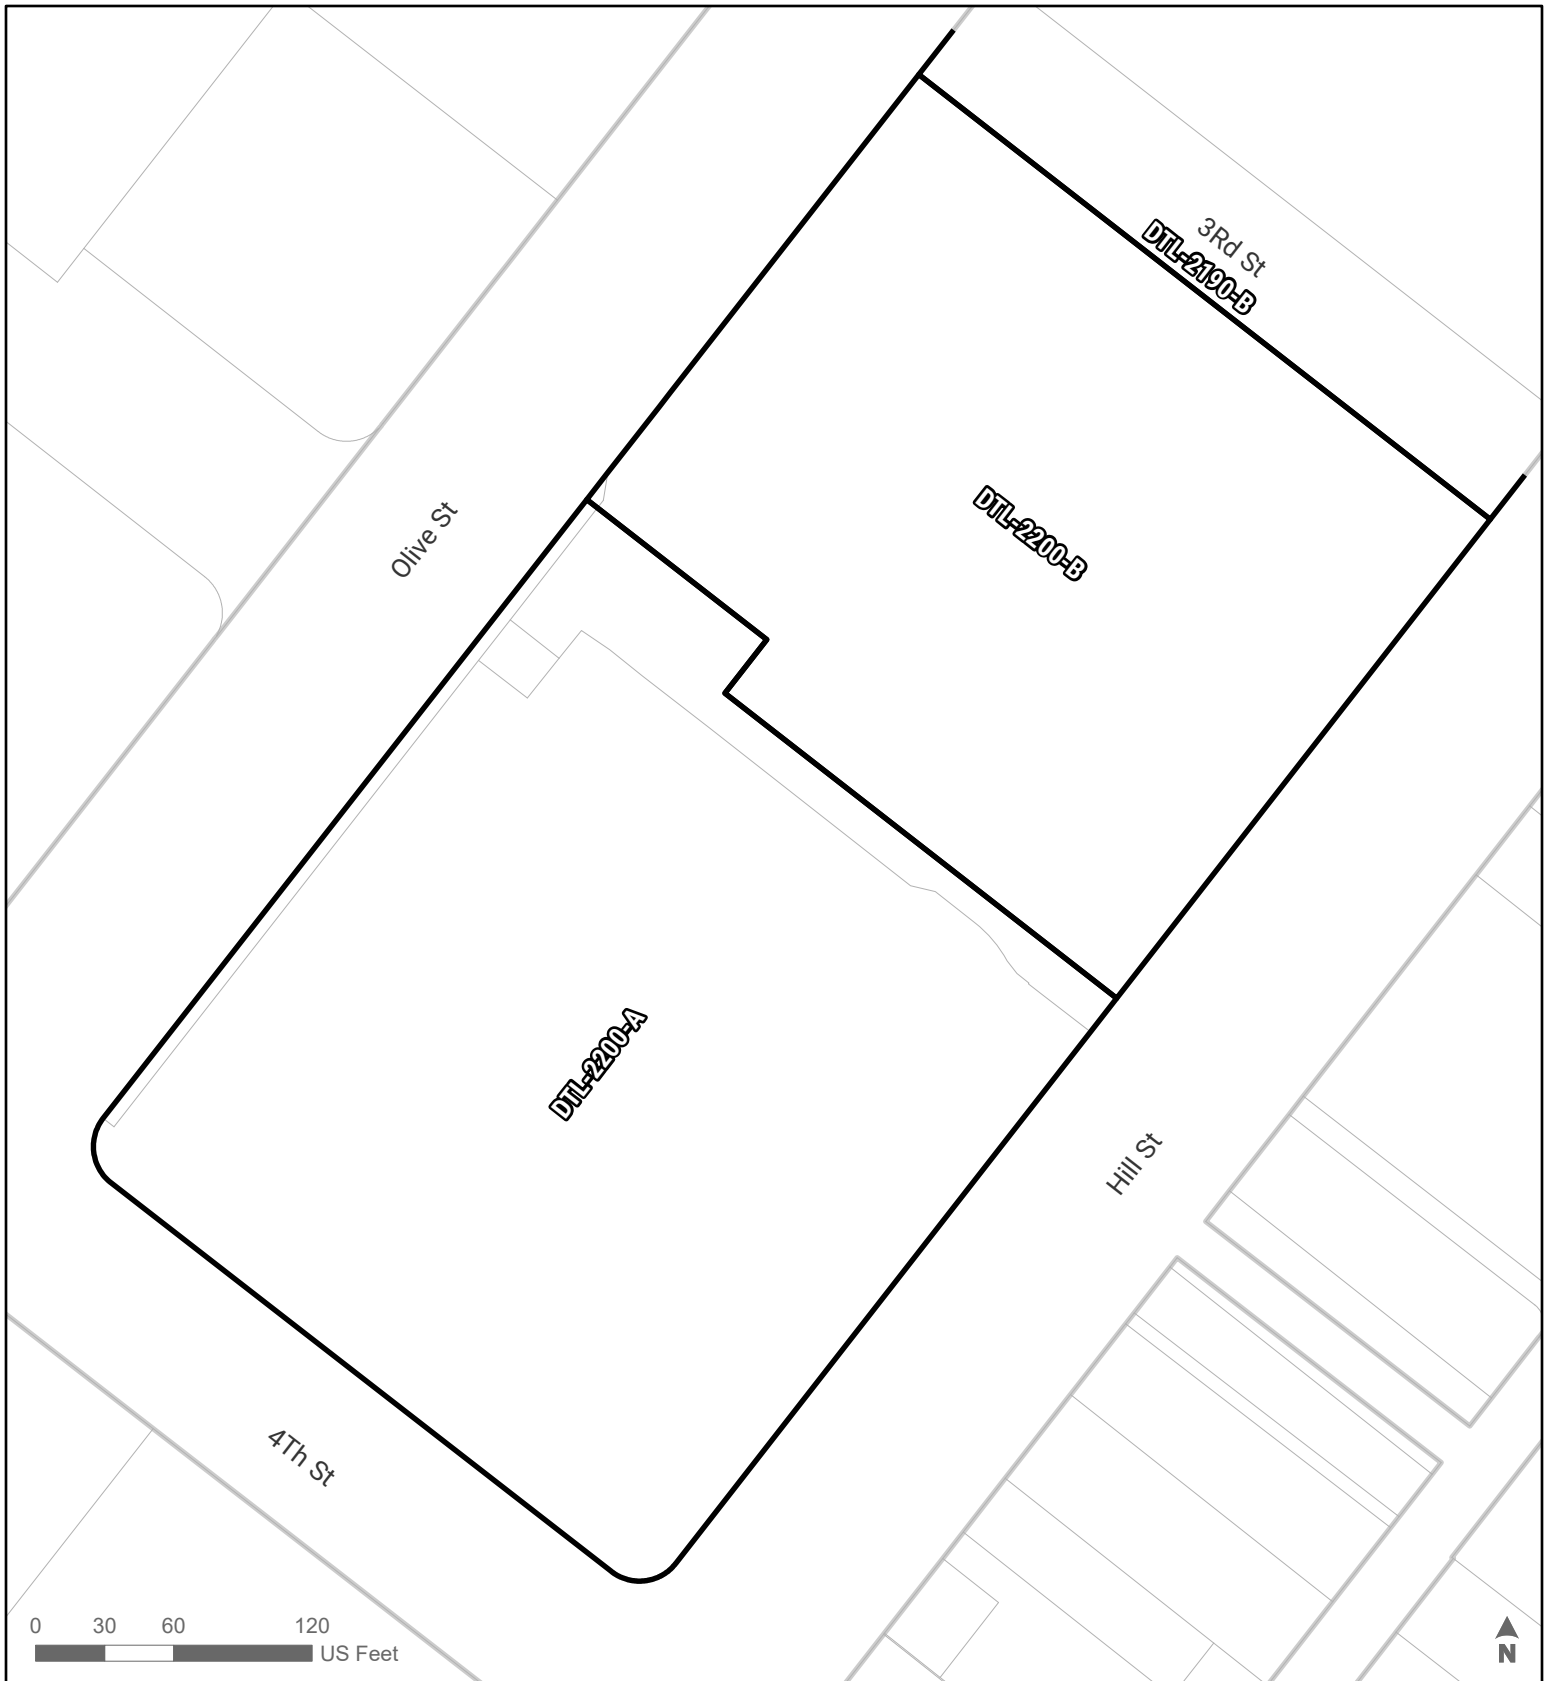 3Rd St
DTL-2190-B
DTL-2200-B
Olive St
DTL-2200-A
Hill St
4Th St
0 30 60 120
US Feet
N